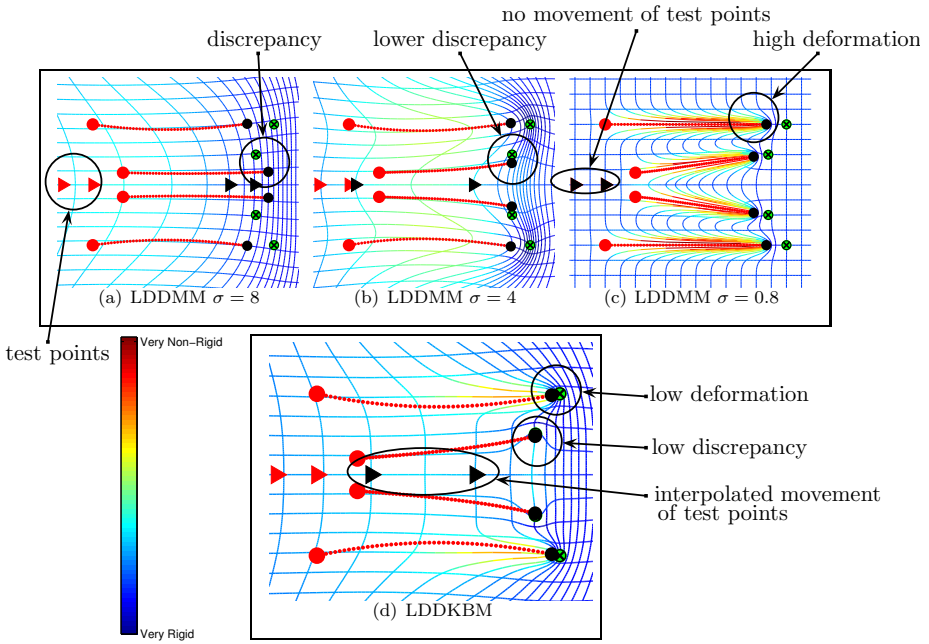 no movement of test points
discrepancy
lower discrepancy
high deformation
(a) LDDMM σ = 8
(b) LDDMM σ = 4
(c) LDDMM σ = 0.8
test points
Very Non-Rigid
low deformation
low discrepancy
interpolated movement
of test points
(d) LDDKBM
Very Rigid